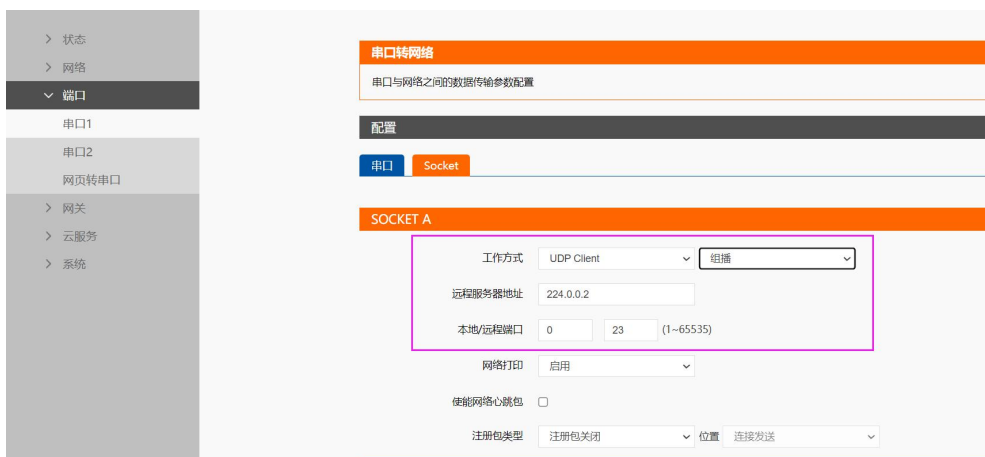 状态
网络
端口
串口1
串口2
网页转串口
网关
云服务
系统
串口转网络
串口与网络之间的数据传输参数配置
配置
串口 Socket
SOCKET A
工作方式 UDP Client 组播
远程服务器地址 224.0.0.2
本地/远程端口 0 23 (1~65535)
网络打印 启用
使能网络心跳包
注册包类型 注册包关闭 位置 连接发送